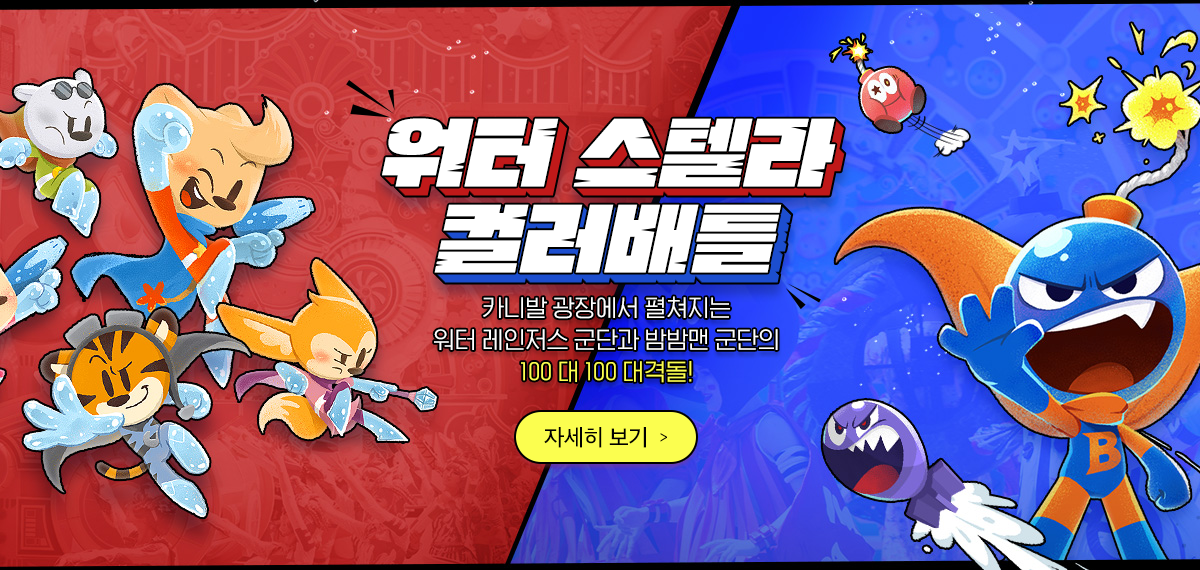 워터 스텔라
컬러배틀
카니발 광장에서 펼쳐지는
워터 레인저스 군단과 밤밤맨 군단의
100 대 100 대격돌!
자세히 보기 >
B